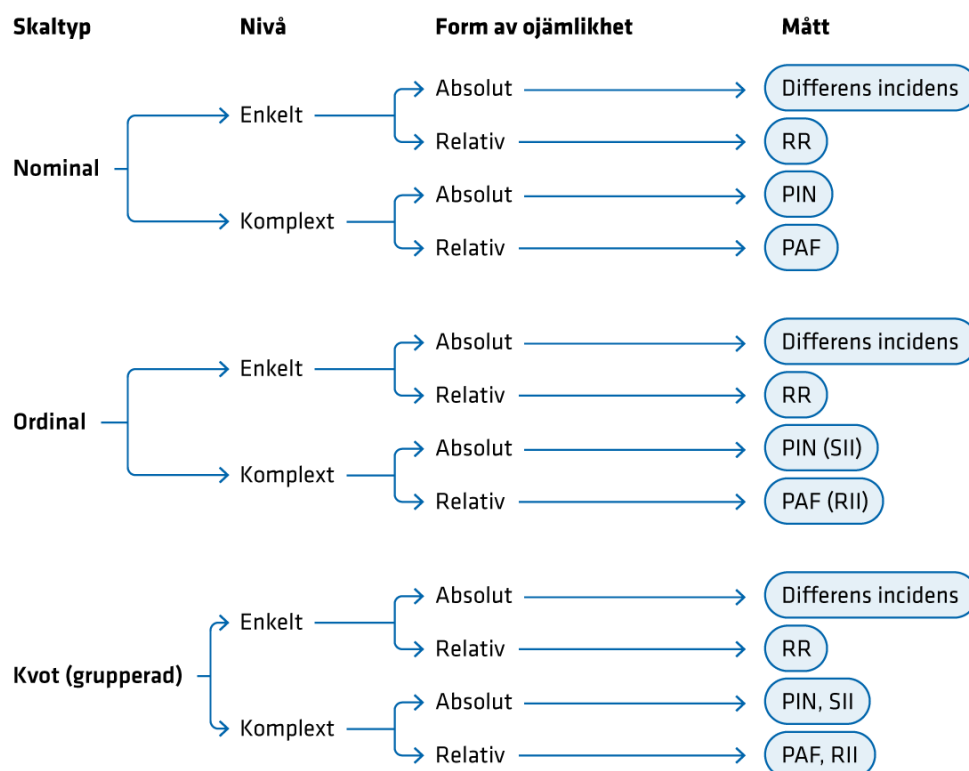 Skaltyp Nivå Form av ojämlikhet Mått
Absolut Differens incidens
Enkelt
Relativ RR
Nominal
Absolut PIN
Komplext
Relativ PAF
Absolut Differens incidens
Enkelt
Relativ RR
Ordinal
Absolut PIN (SII)
Komplext
Relativ PAF (RII)
Absolut Differens incidens
Enkelt
Relativ RR
Kvot (grupperad)
Absolut PIN, SII
Komplext
Relativ PAF, RII